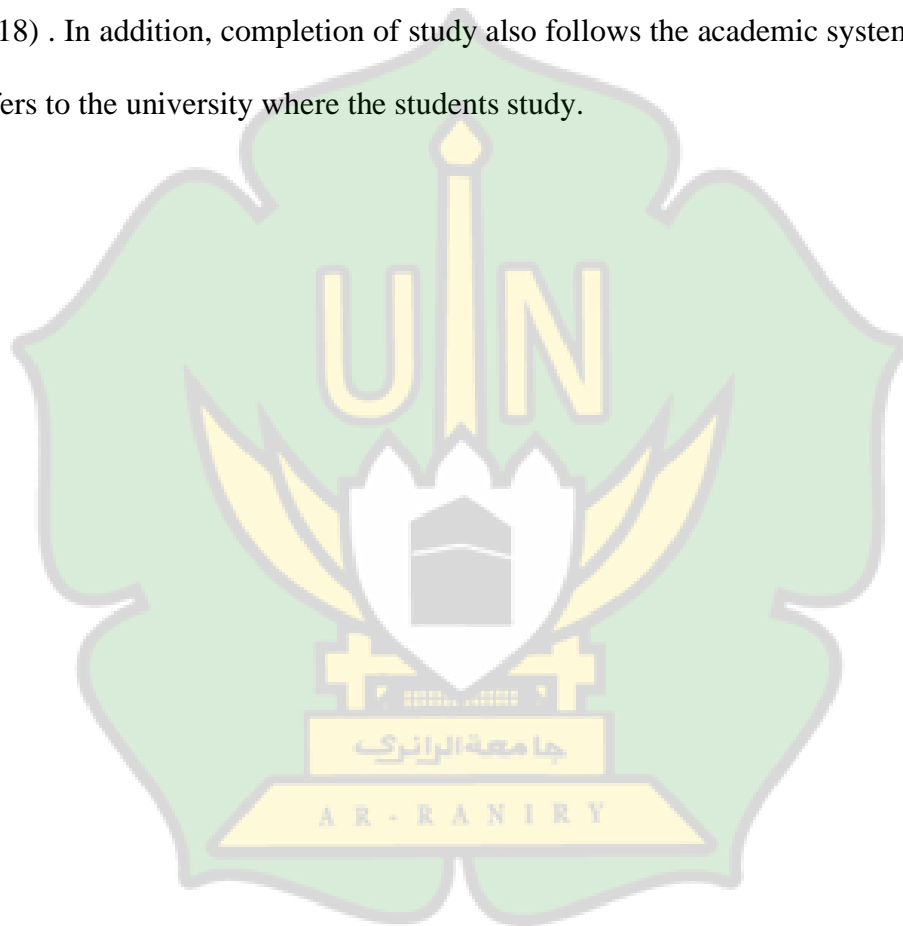 18) . In addition, completion of study also follows the academic system
fers to the university where the students study.
UIN
جامعة الرانري
AR-RANIRY